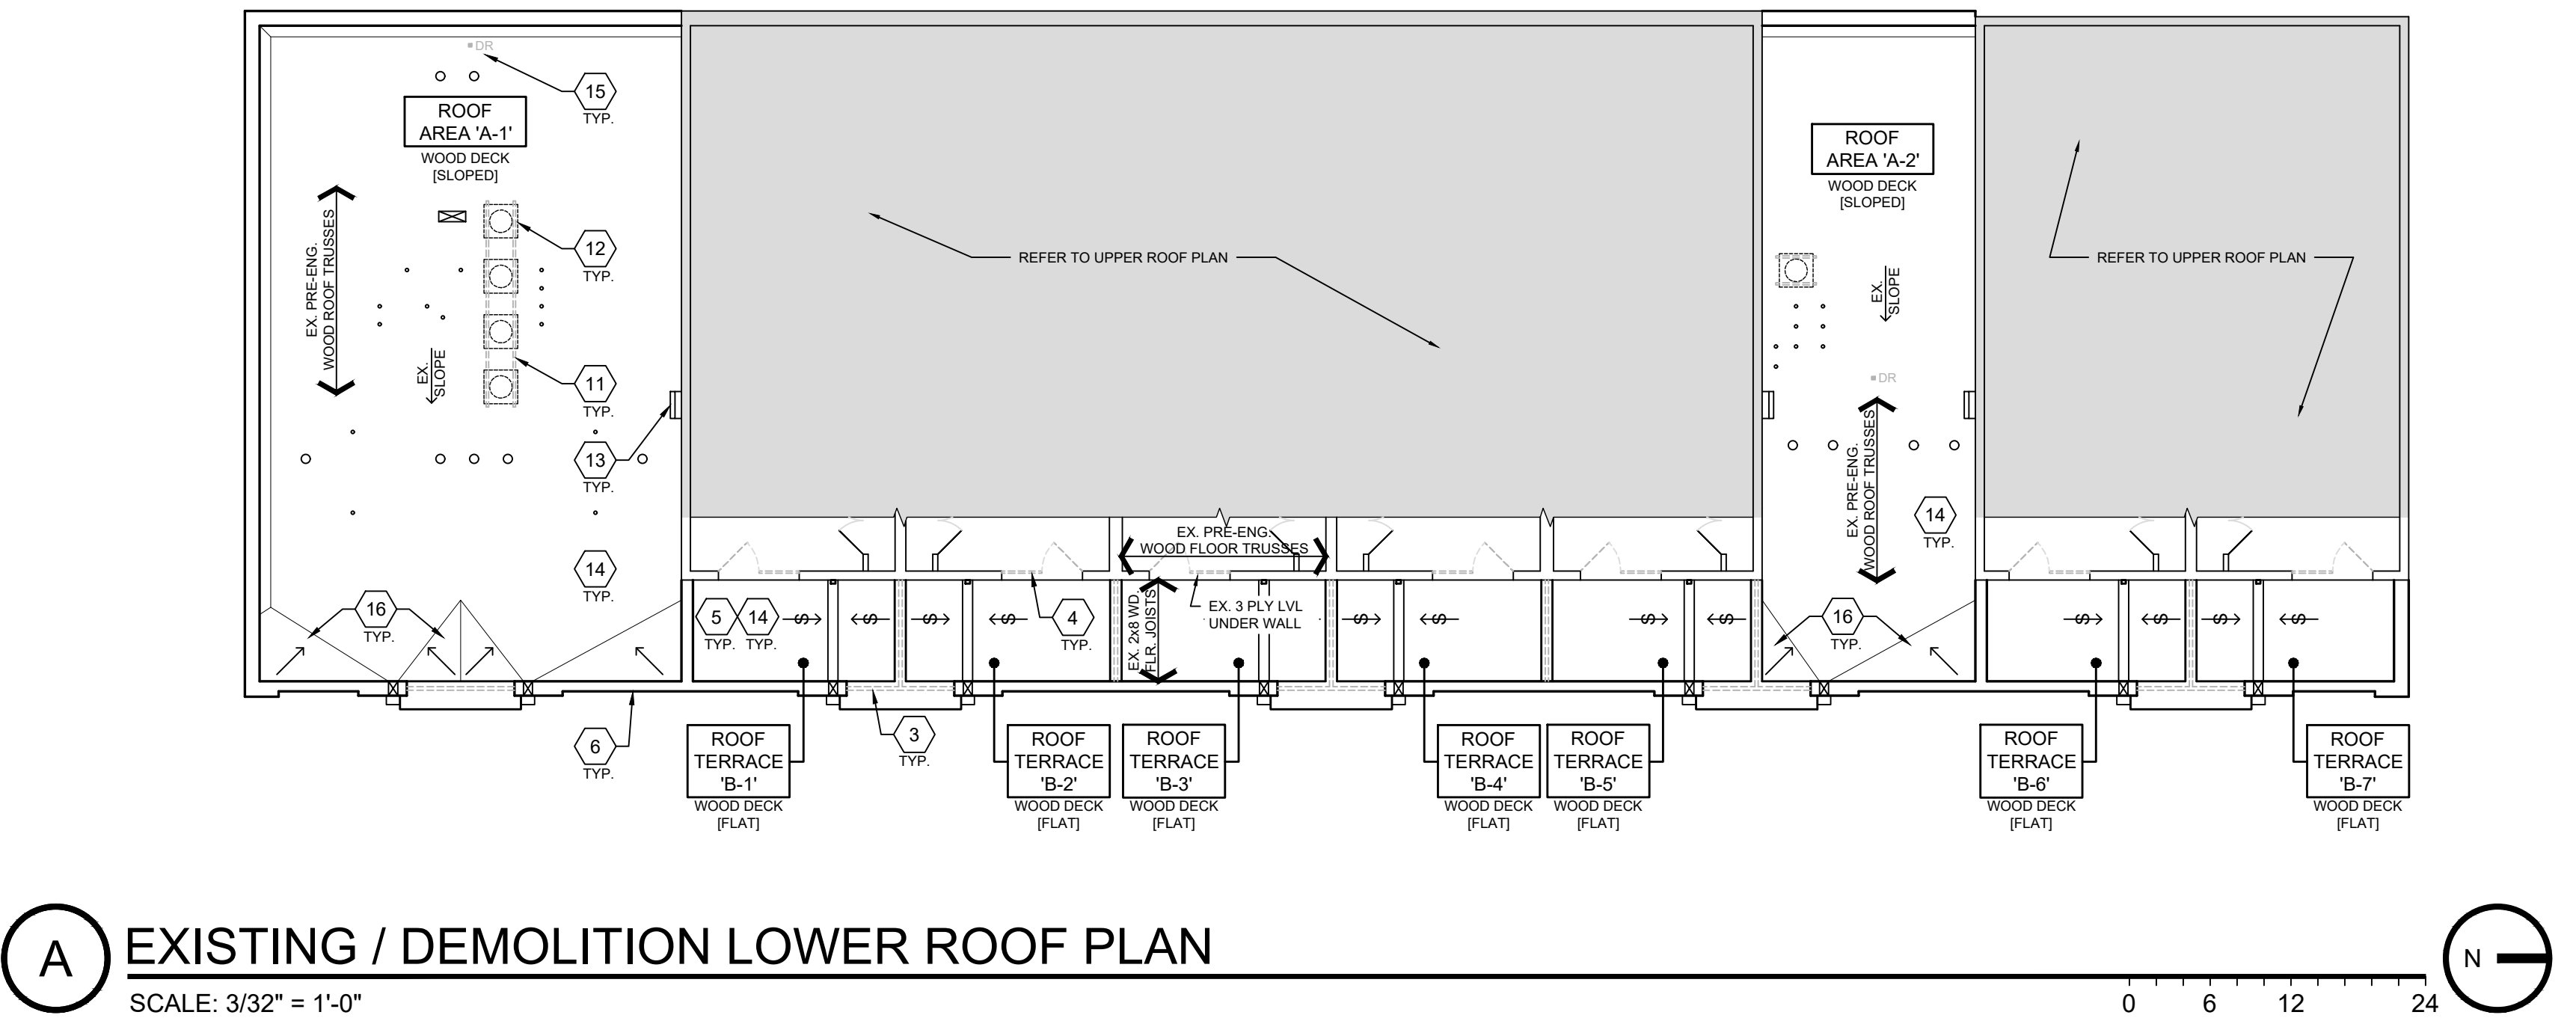 DR
15
TYP.
ROOF
AREA 'A-1'
WOOD DECK
[SLOPED]
EX. PRE-ENG.
WOOD ROOF TRUSSES
12
TYP.
EX.
SLOPE
11
TYP.
13
TYP.
14
TYP.
16
TYP.
REFER TO UPPER ROOF PLAN
ROOF
AREA 'A-2'
WOOD DECK
[SLOPED]
EX.
SLOPE
DR
EX. PRE-ENG.
WOOD ROOF TRUSSES
14
TYP.
16
TYP.
REFER TO UPPER ROOF PLAN
EX. PRE-ENG.
WOOD FLOOR TRUSSES
EX. 2x8 WD.
FLR. JOISTS
EX. 3 PLY LVL
UNDER WALL
5
TYP.
14
TYP.
S
S
S
S
4
TYP.
S
S
S
S
S
S
S
S
6
TYP.
3
TYP.
ROOF
TERRACE
'B-1'
WOOD DECK
[FLAT]
ROOF
TERRACE
'B-2'
WOOD DECK
[FLAT]
ROOF
TERRACE
'B-3'
WOOD DECK
[FLAT]
ROOF
TERRACE
'B-4'
WOOD DECK
[FLAT]
ROOF
TERRACE
'B-5'
WOOD DECK
[FLAT]
ROOF
TERRACE
'B-6'
WOOD DECK
[FLAT]
ROOF
TERRACE
'B-7'
WOOD DECK
[FLAT]
A
EXISTING / DEMOLITION LOWER ROOF PLAN
SCALE: 3/32" = 1'-0"
0 6 12 24
N